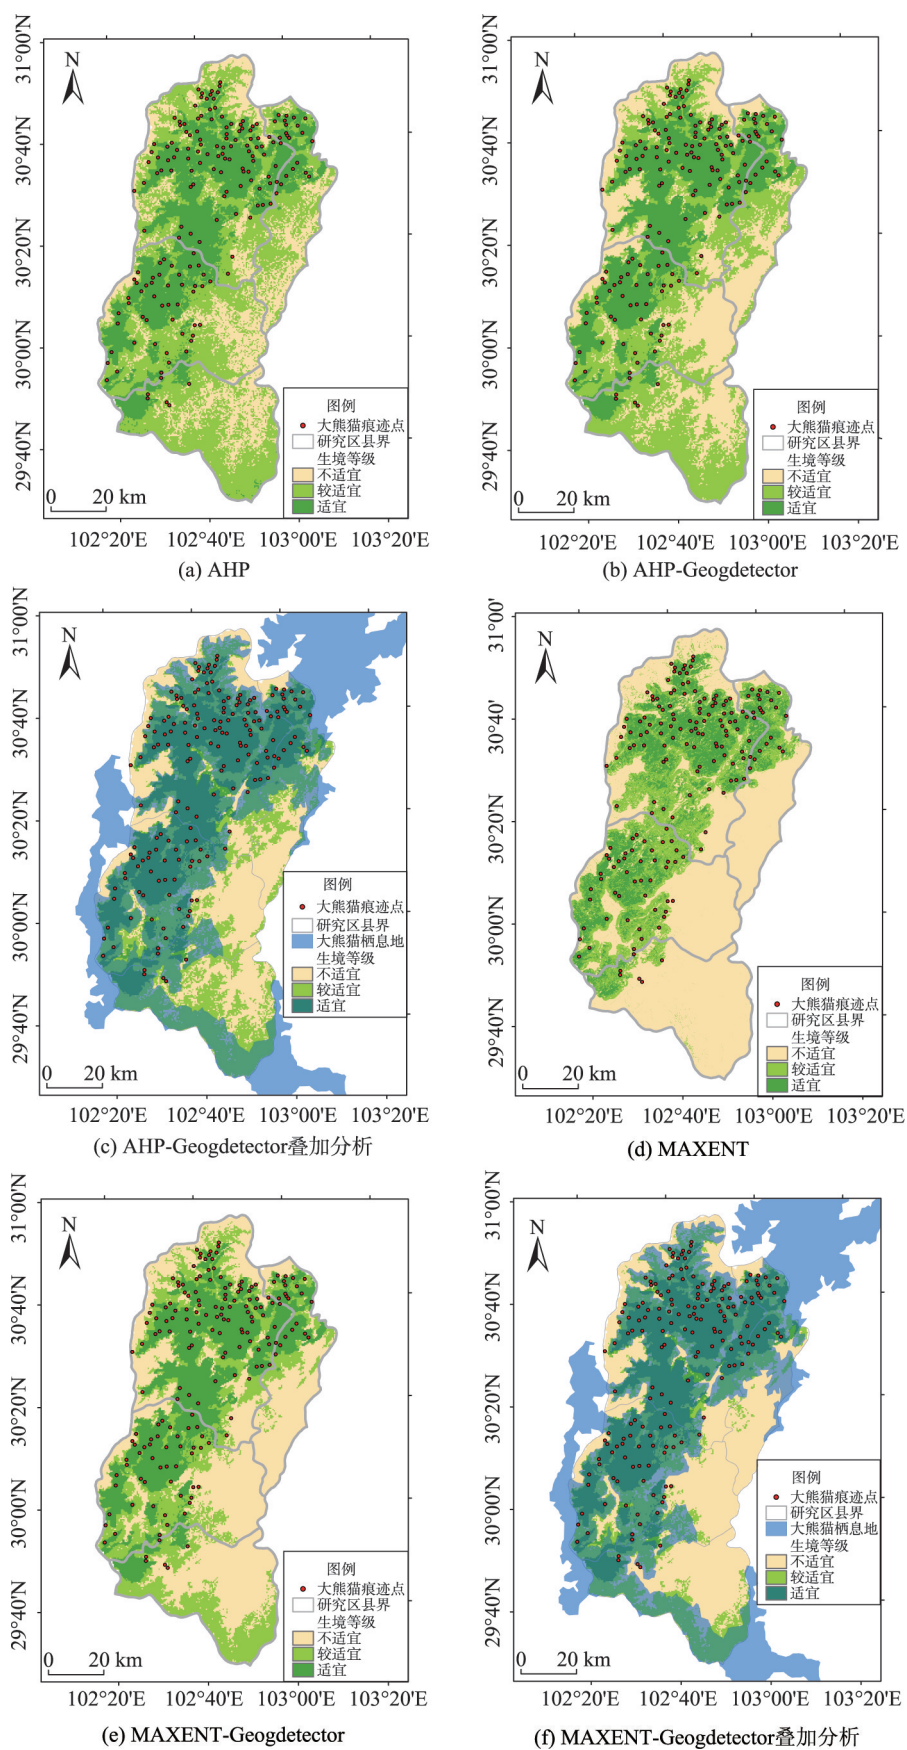 31°00'N
30°40'N
30°20'N
30°00'N
29°40'N
N
图例
大熊猫痕迹点
研究区县界
生境等级
不适宜
较适宜
适宜
0 20 km
102°20'E 102°40'E 103°00'E 103°20'E
(a) AHP
31°00'N
30°40'N
30°20'N
30°00'N
29°40'N
N
图例
大熊猫痕迹点
研究区县界
生境等级
不适宜
较适宜
适宜
0 20 km
102°20'E 102°40'E 103°00'E 103°20'E
(b) AHP-Geogdetector
31°00'N
30°40'N
30°20'N
30°00'N
29°40'N
N
图例
大熊猫痕迹点
研究区县界
大熊猫栖息地
生境等级
不适宜
较适宜
适宜
0 20 km
102°20'E 102°40'E 103°00'E 103°20'E
(c) AHP-Geogdetector叠加分析
31°00'
30°40'
30°20'N
30°00'N
29°40'N
N
图例
大熊猫痕迹点
研究区县界
生境等级
不适宜
较适宜
适宜
0 20 km
102°20'E 102°40'E 103°00'E 103°20'E
(d) MAXENT
31°00'N
30°40'N
30°20'N
30°00'N
29°40'N
N
图例
大熊猫痕迹点
研究区县界
生境等级
不适宜
较适宜
适宜
0 20 km
102°20'E 102°40'E 103°00'E 103°20'E
(e) MAXENT-Geogdetector
31°00'N
30°40'N
30°20'N
30°00'N
29°40'N
N
图例
大熊猫痕迹点
研究区县界
大熊猫栖息地
生境等级
不适宜
较适宜
适宜
0 20 km
102°20'E 102°40'E 103°00'E 103°20'E
(f) MAXENT-Geogdetector叠加分析